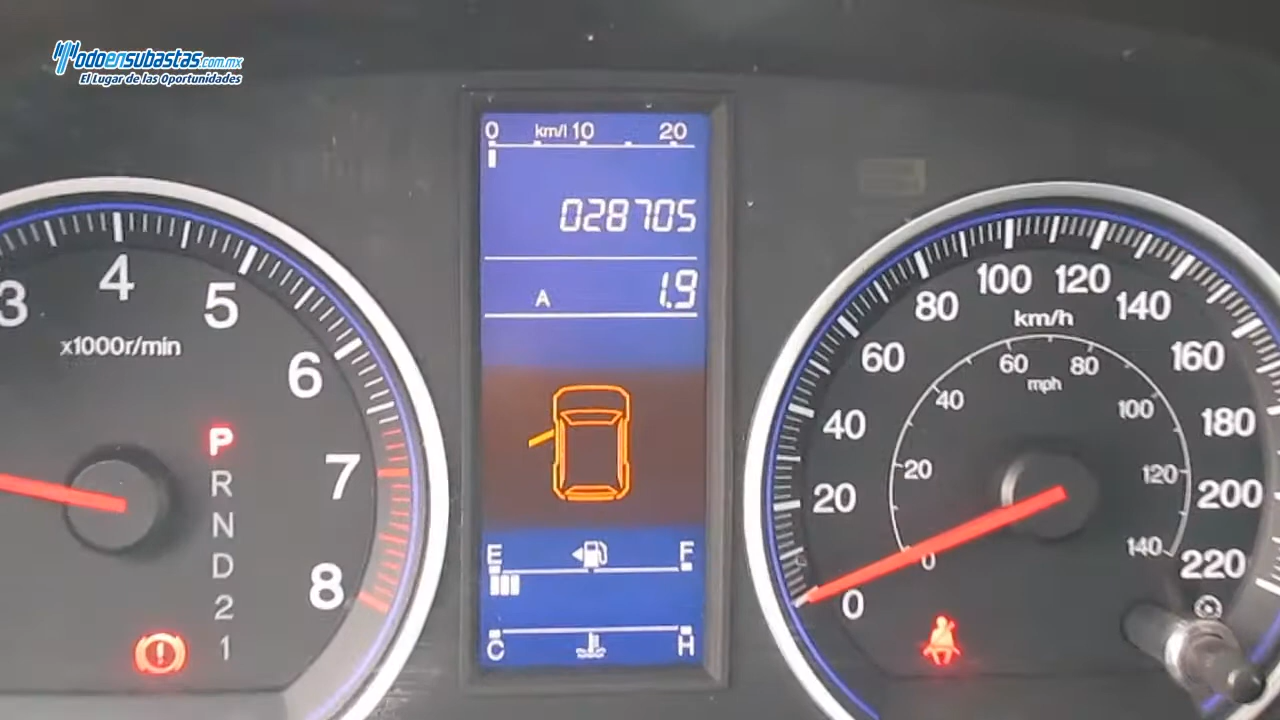 Todoensubastas.com.mx
El Lugar de las Oportunidades
0 km/l 10 20
028705
A 1.9
E F
C H
3 4 5 6 7 8
x1000r/min
P
R
N
D
2
1
0 20 40 60 80 100 120 140 160 180 200 220
km/h
0 20 40 60 80 100 120 140
mph